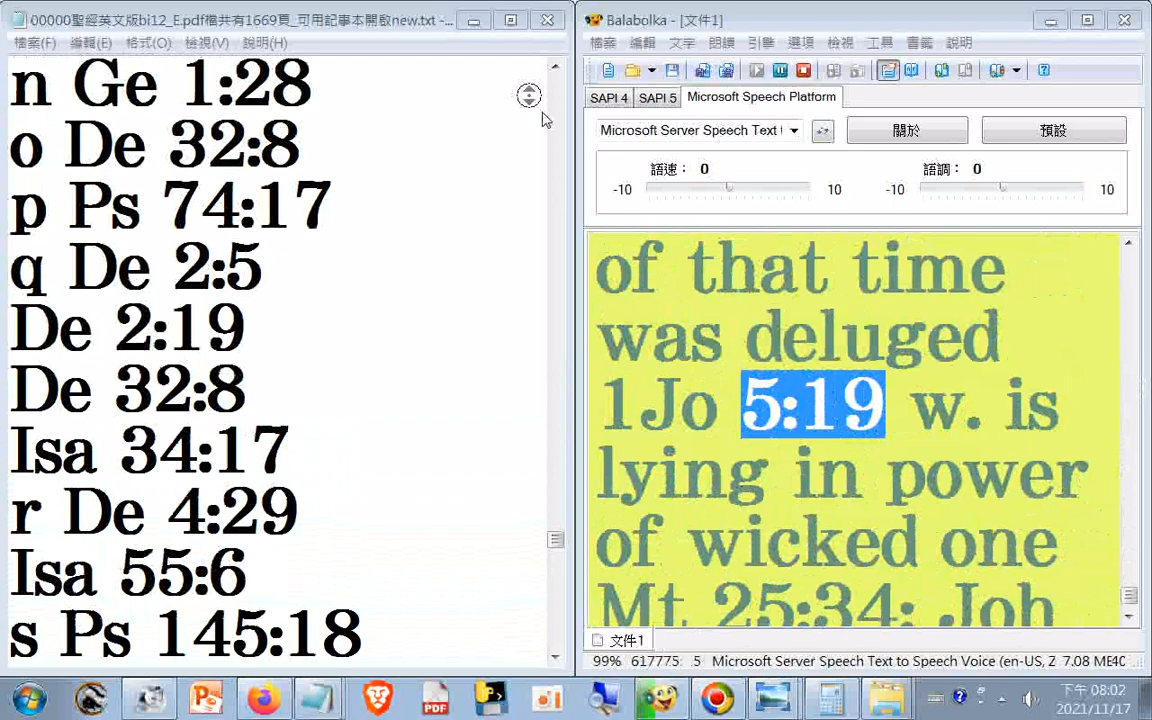 00000聖經英文版bi12_E.pdf檔共有1669頁_可用記事本開啟new.txt -...
檔案(F) 編輯(E) 格式(O) 檢視(V) 說明(H)
n Ge 1:28
o De 32:8
p Ps 74:17
q De 2:5
De 2:19
De 32:8
Isa 34:17
r De 4:29
Isa 55:6
s Ps 145:18
Balabolka - [文件1]
檔案 編輯 文字 朗讀 引擎 選項 檢視 工具 書籤 說明
SAPI 4 SAPI 5 Microsoft Speech Platform
Microsoft Server Speech Text 關於 預設
語速： 0 語調： 0
-10 10 -10 10
of that time
was deluged
1Jo 5:19 w. is
lying in power
of wicked one
Mt 25:34; Joh
文件1
99% 617775: 5 Microsoft Server Speech Text to Speech Voice (en-US, Z 7.08 ME40
PDF
下午 08:02
2021/11/17